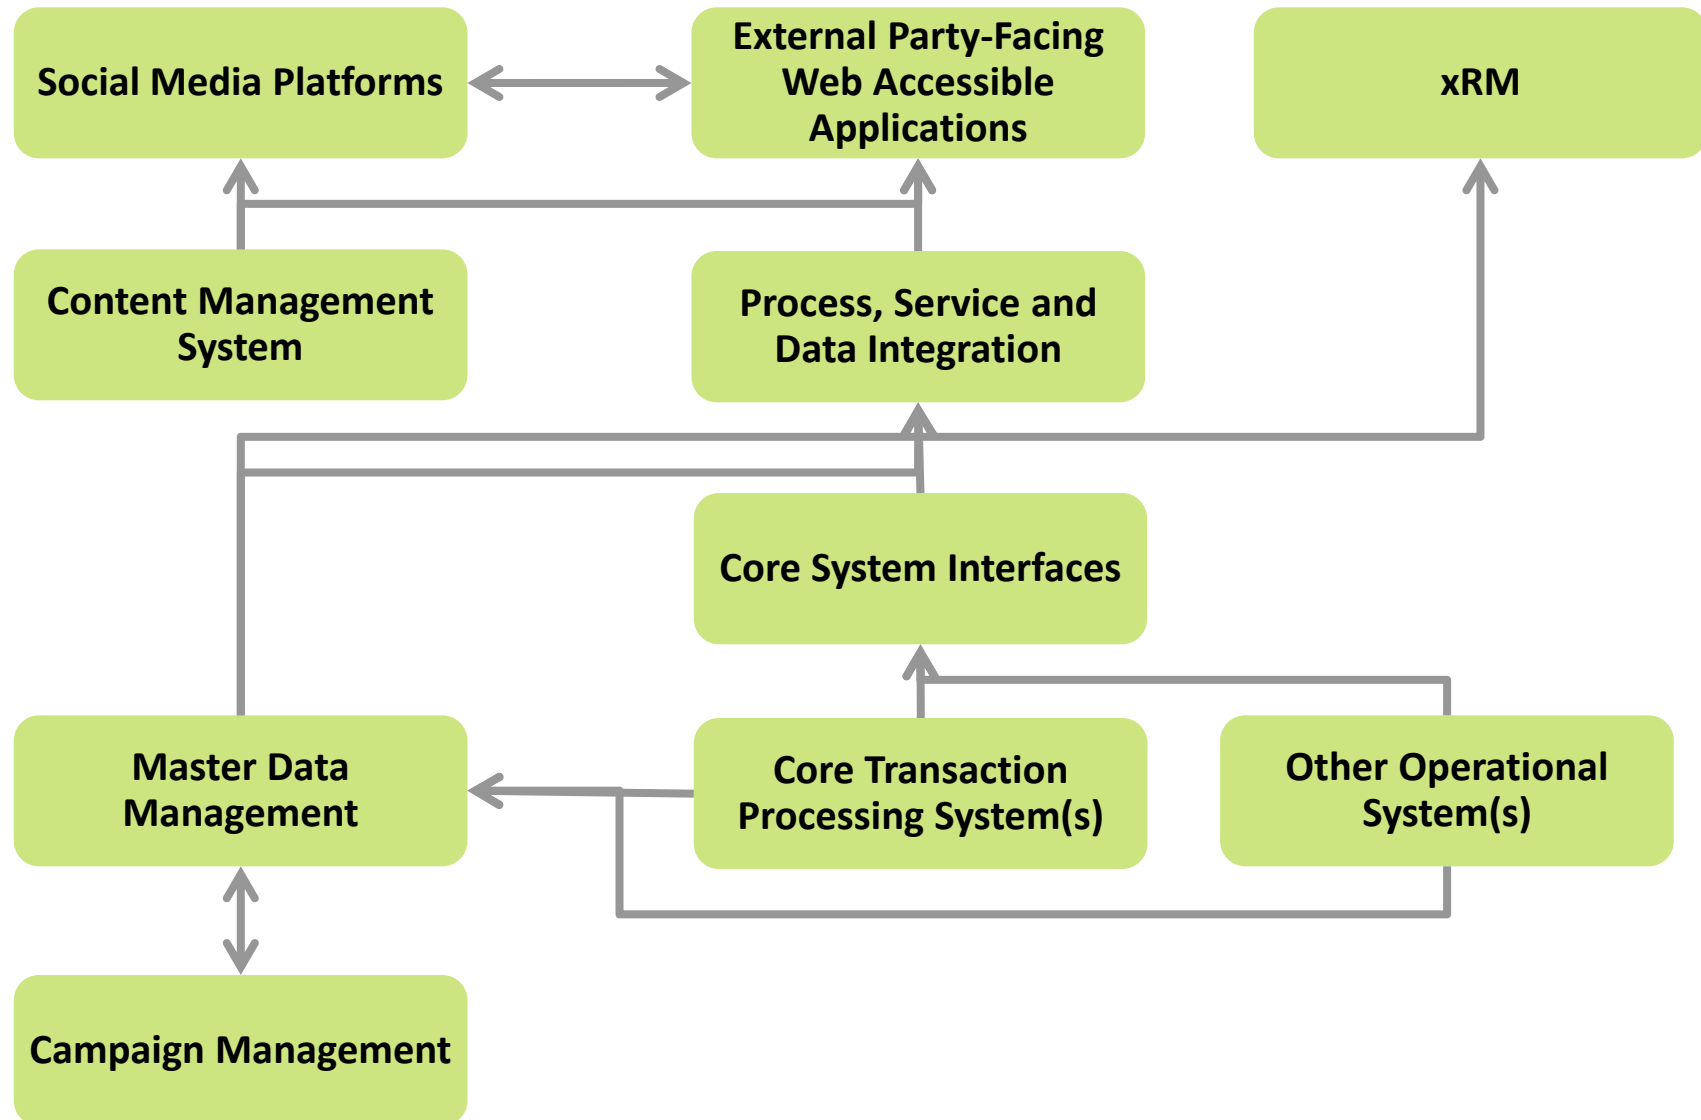 Social Media Platforms
External Party-Facing
Web Accessible
Applications
xRM
Content Management
System
Process, Service and
Data Integration
Core System Interfaces
Master Data
Management
Core Transaction
Processing System(s)
Other Operational
System(s)
Campaign Management